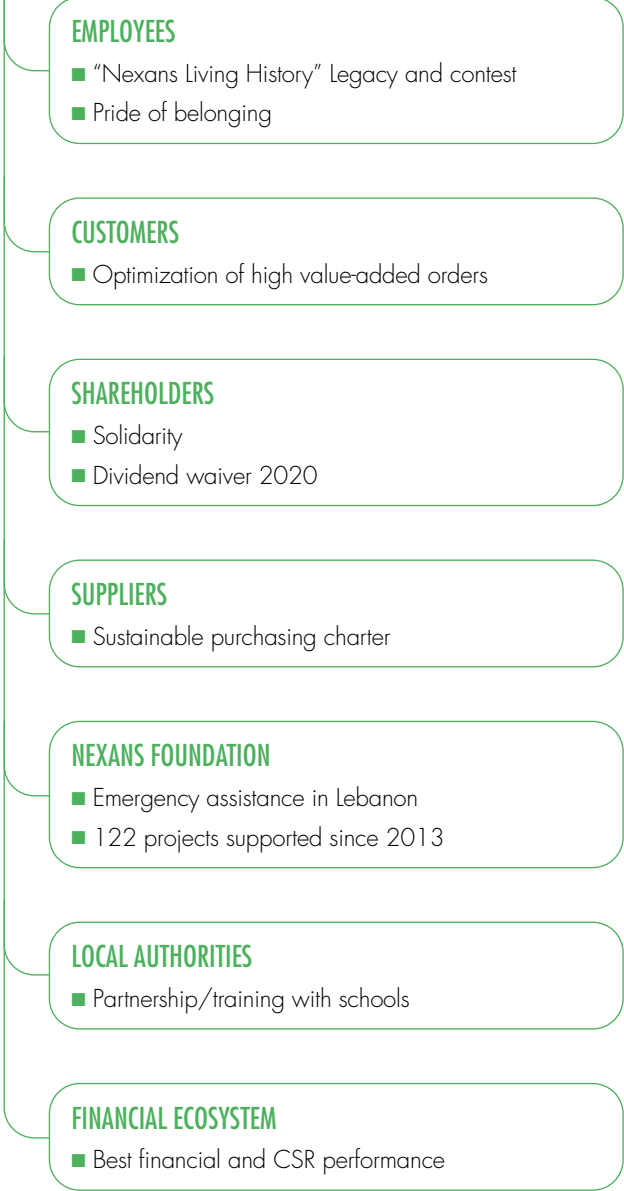 EMPLOYEES
■ “Nexans Living History” Legacy and contest
■ Pride of belonging
CUSTOMERS
■ Optimization of high value-added orders
SHAREHOLDERS
■ Solidarity
■ Dividend waiver 2020
SUPPLIERS
■ Sustainable purchasing charter
NEXANS FOUNDATION
■ Emergency assistance in Lebanon
■ 122 projects supported since 2013
LOCAL AUTHORITIES
■ Partnership/training with schools
FINANCIAL ECOSYSTEM
■ Best financial and CSR performance